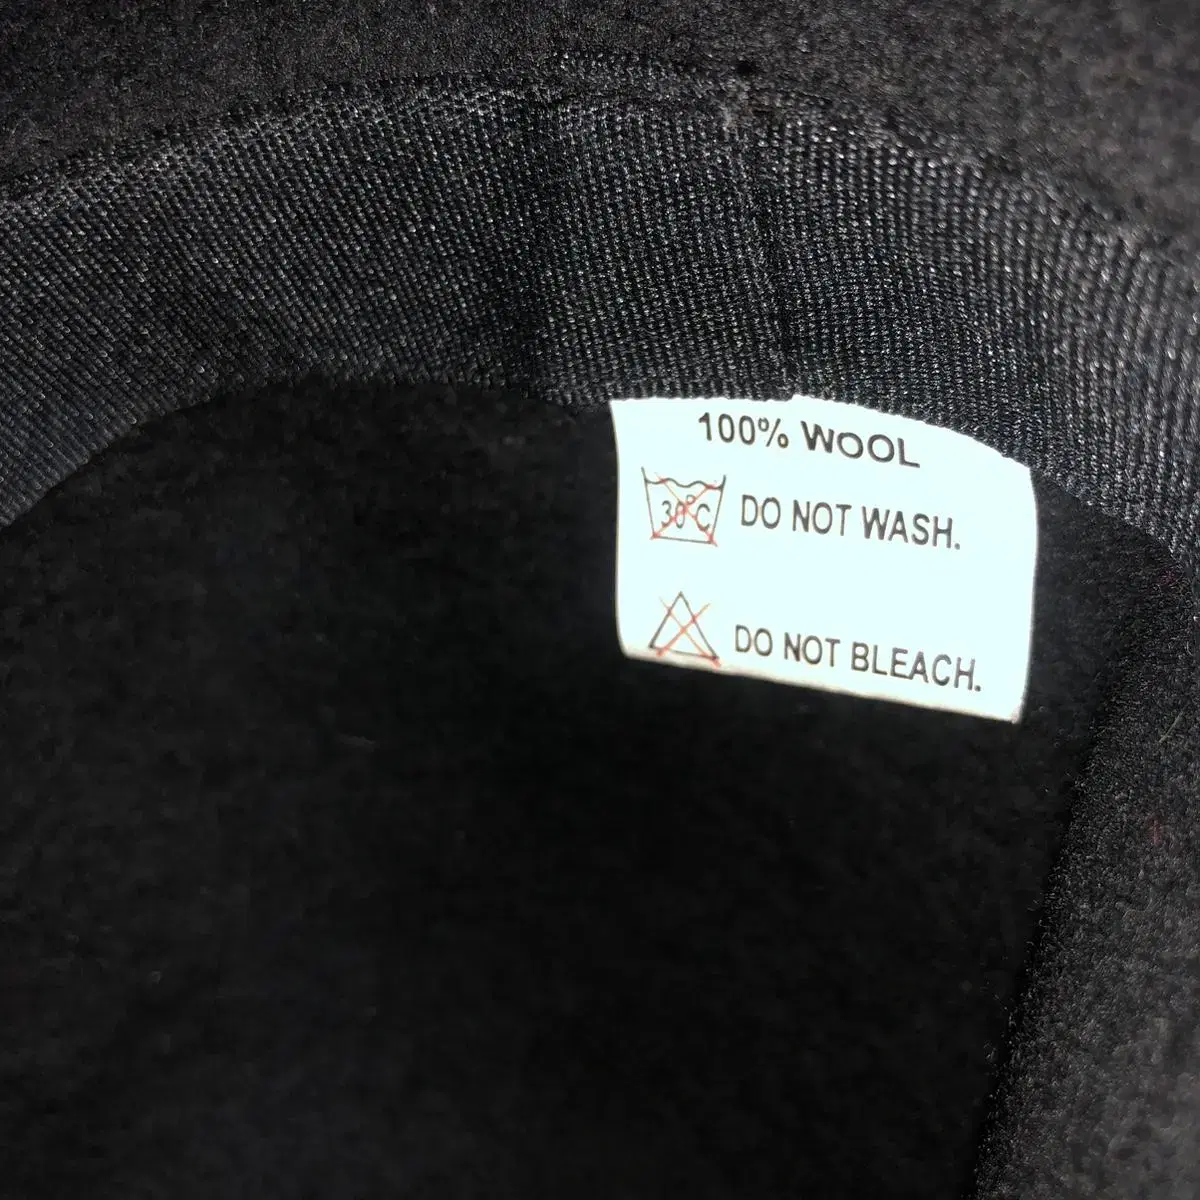 100% WOOL
30°C DO NOT WASH.
DO NOT BLEACH.